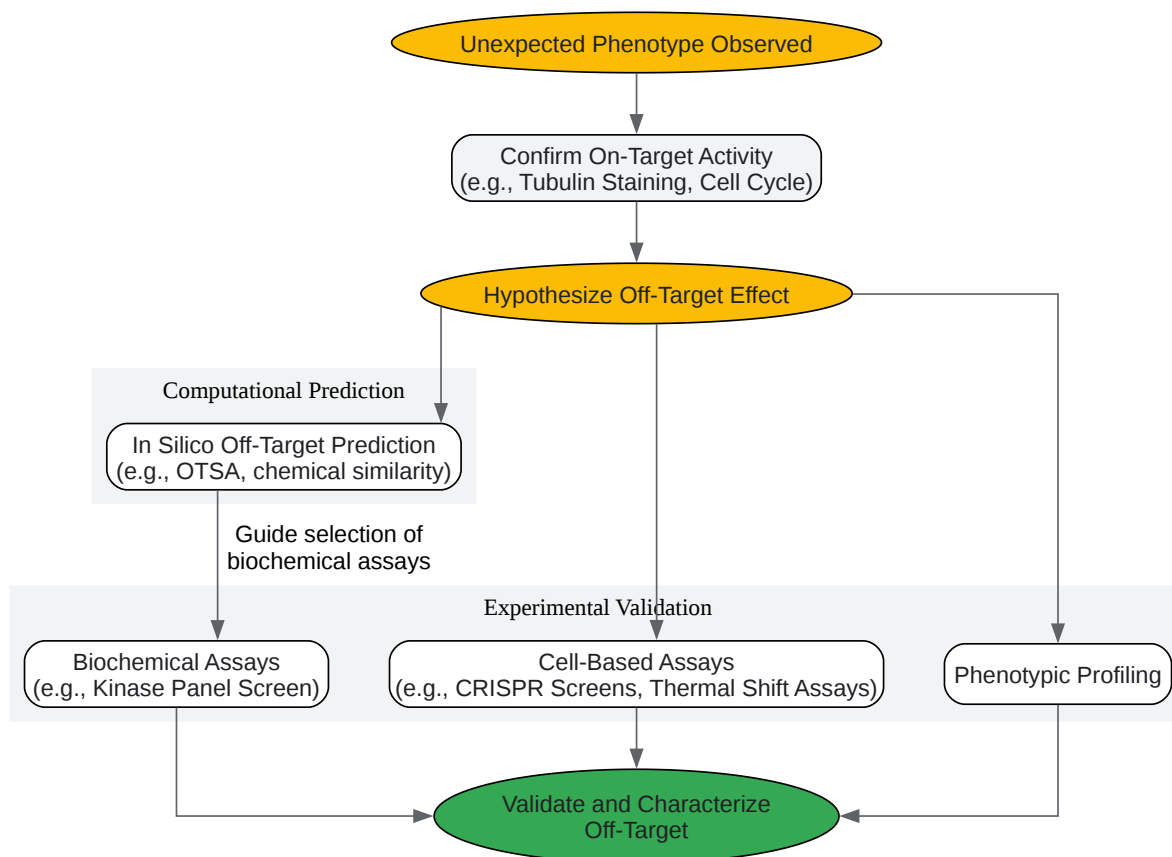 Unexpected Phenotype Observed
Confirm On-Target Activity
(e.g., Tubulin Staining, Cell Cycle)
Hypothesize Off-Target Effect
Computational Prediction
In Silico Off-Target Prediction
(e.g., OTSA, chemical similarity)
Guide selection of
biochemical assays
Experimental Validation
Biochemical Assays
(e.g., Kinase Panel Screen)
Cell-Based Assays
(e.g., CRISPR Screens, Thermal Shift Assays)
Phenotypic Profiling
Validate and Characterize
Off-Target